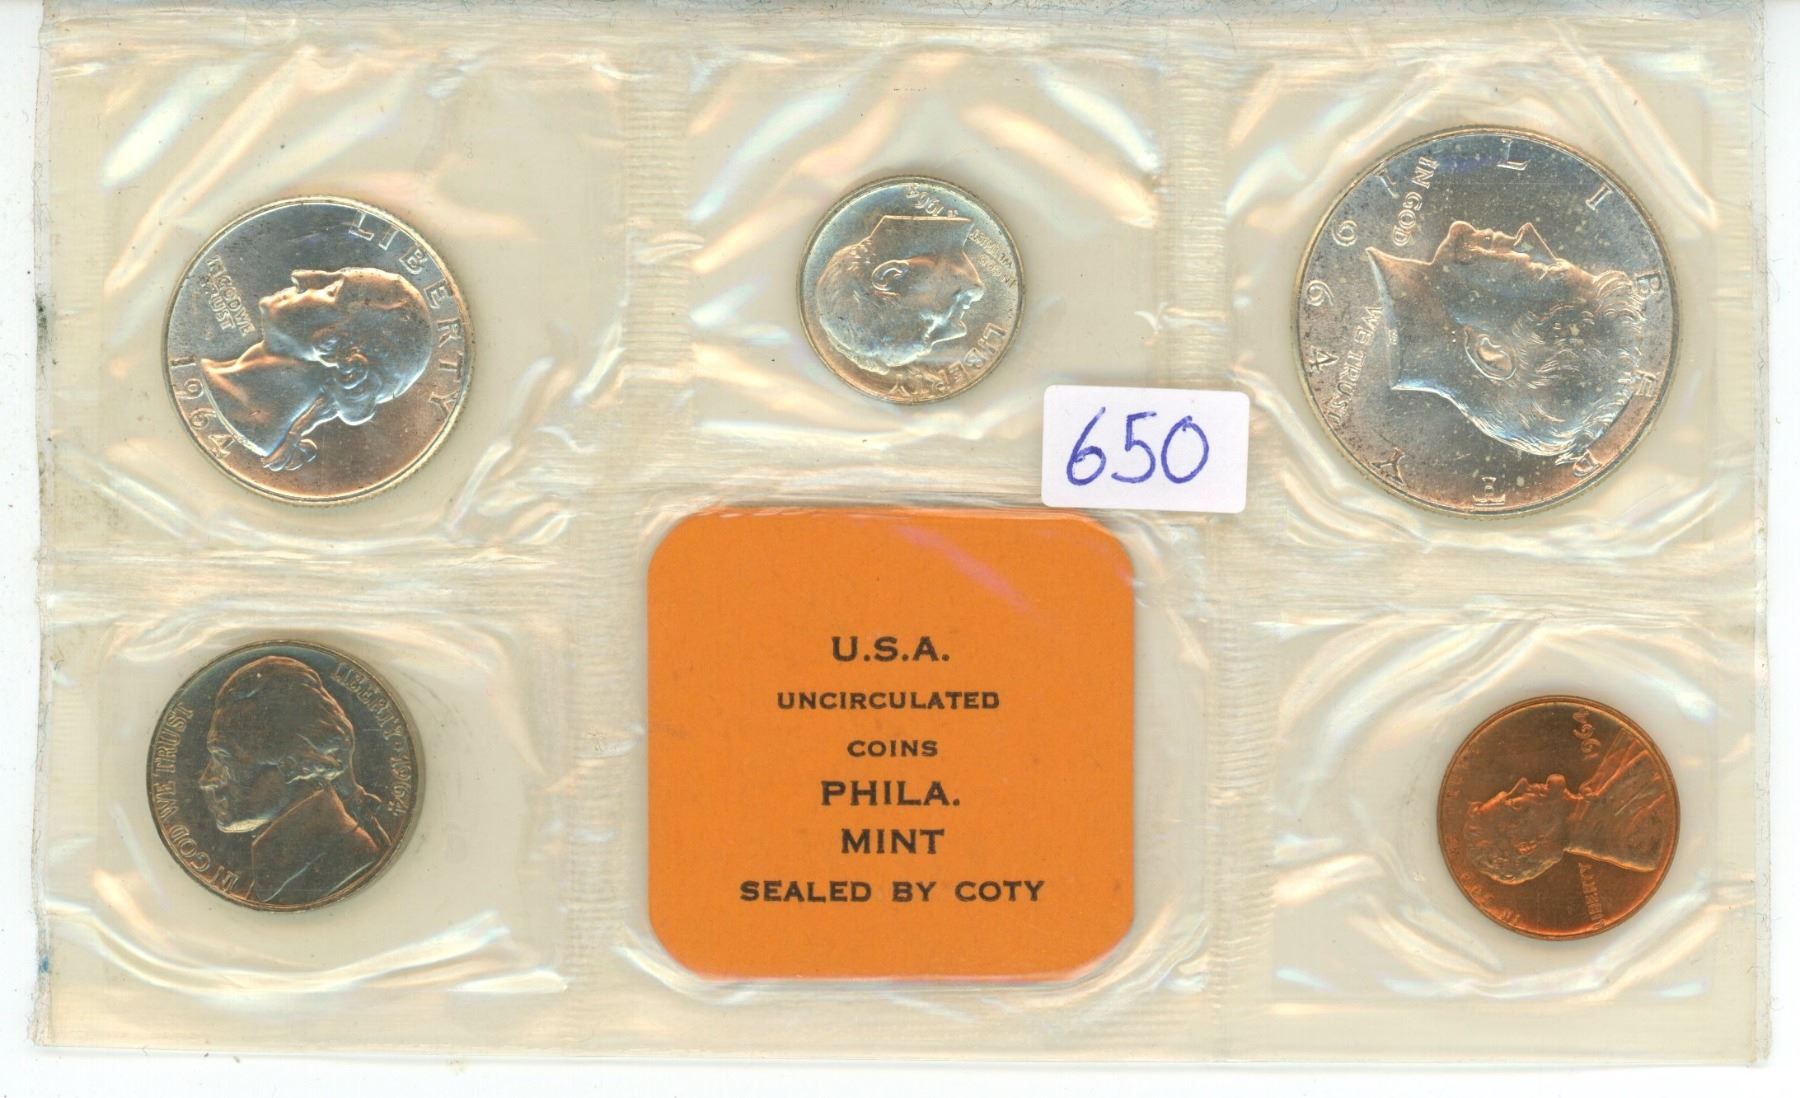 LIBERTY
IN GOD WE
TRUST
1964
LIBERTY
IN GOD WE TRUST
1964
LIBERTY
IN GOD
WE TRUST
1964
650
IN GOD WE TRUST
LIBERTY · 1964
U.S.A.
UNCIRCULATED
COINS
PHILA.
MINT
SEALED BY COTY
LIBERTY
1964